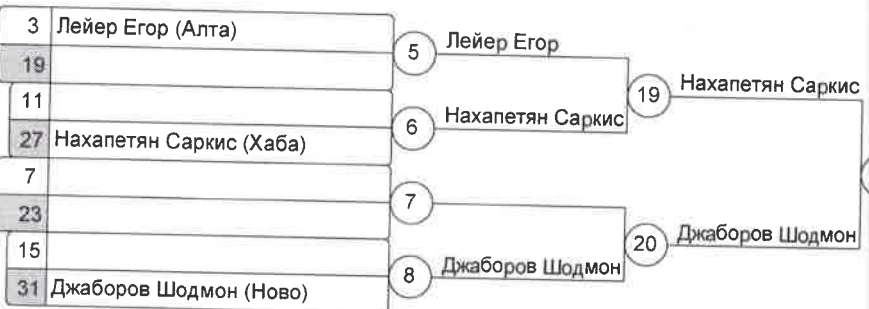 3 Лейер Егор (Алта)
19
11
27 Нахапетян Саркис (Хаба)
7
23
15
31 Джаборов Шодмон (Ново)
5 Лейер Егор
6 Нахапетян Саркис
7
8 Джаборов Шодмон
19 Нахапетян Саркис
20 Джаборов Шодмон